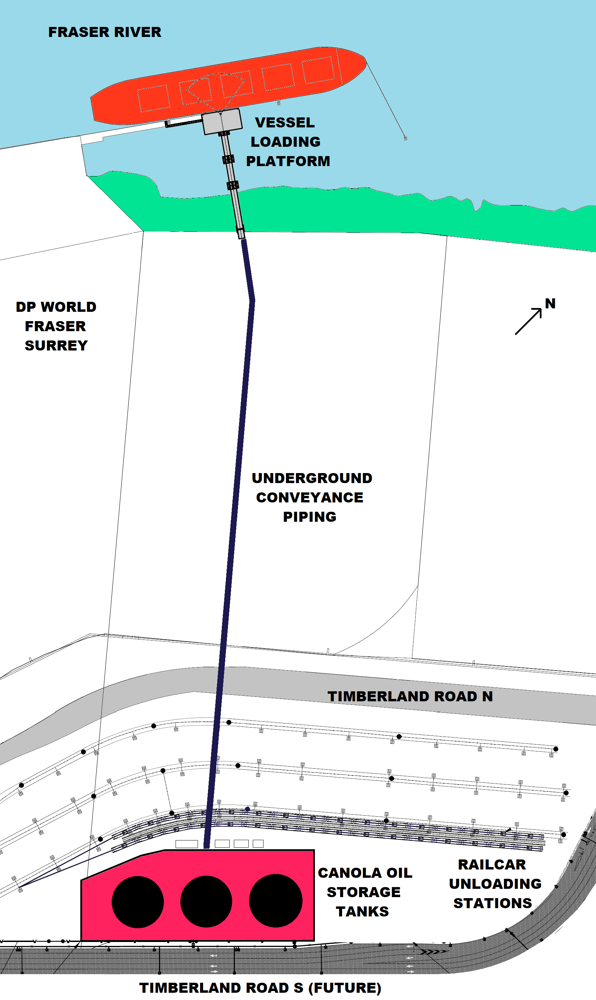 FRASER RIVER
VESSEL
LOADING
PLATFORM
DP WORLD
FRASER
SURREY
N
UNDERGROUND
CONVEYANCE
PIPING
TIMBERLAND ROAD N
CANOLA OIL
STORAGE
TANKS
RAILCAR
UNLOADING
STATIONS
TIMBERLAND ROAD S (FUTURE)